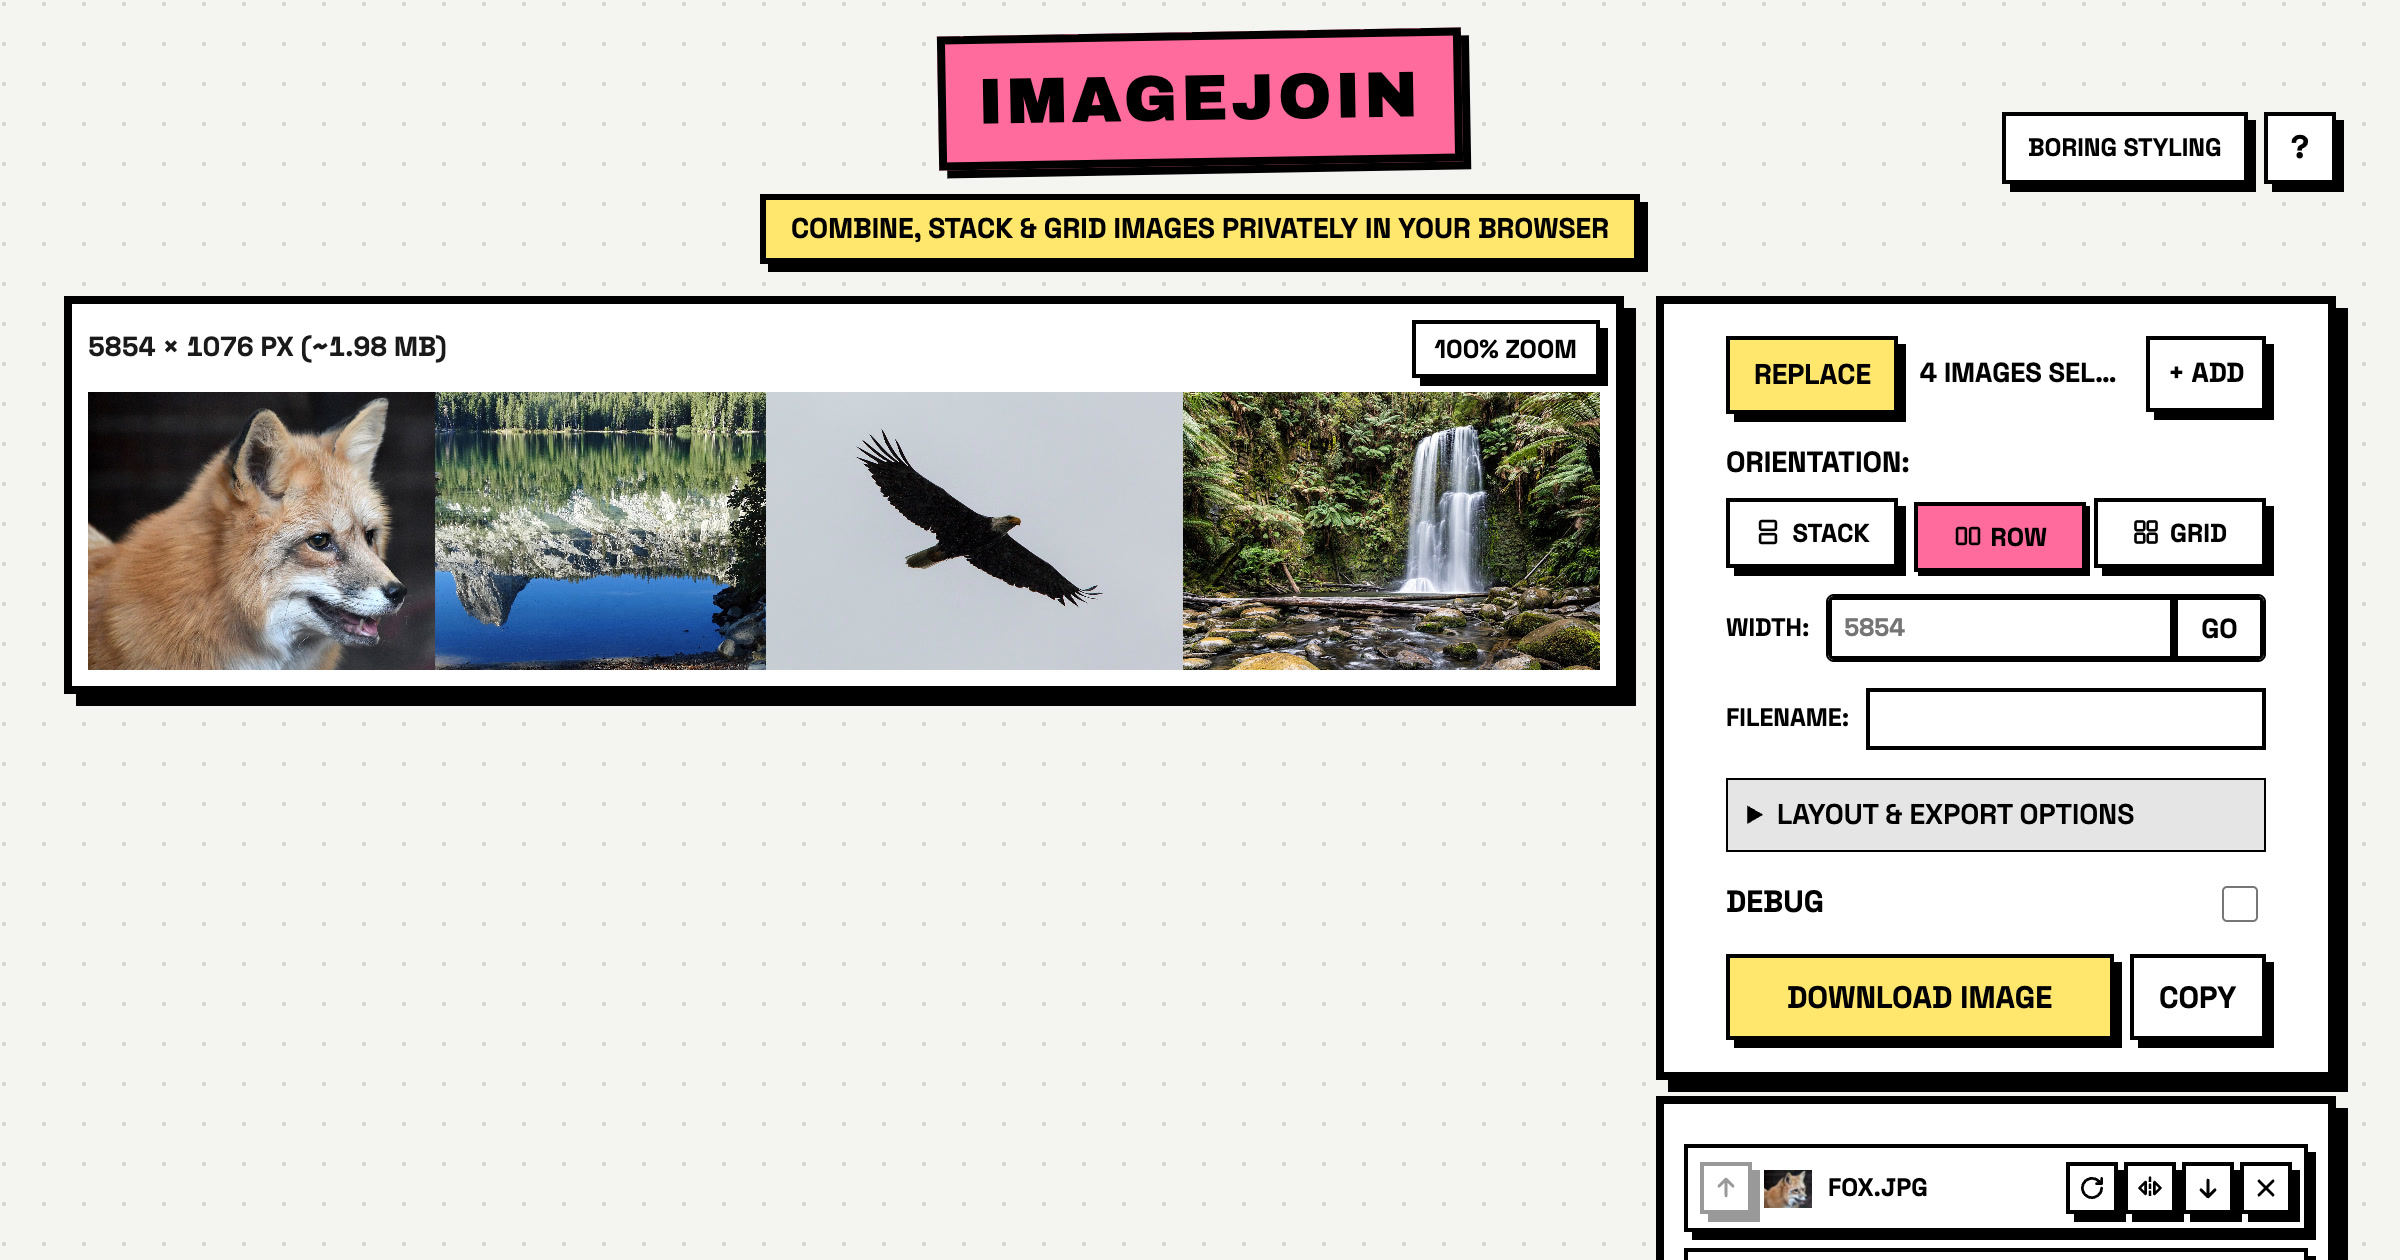 IMAGEJOIN
BORING STYLING
?
COMBINE, STACK & GRID IMAGES PRIVATELY IN YOUR BROWSER
5854 × 1076 PX (~1.98 MB)
100% ZOOM
REPLACE
4 IMAGES SEL...
+ ADD
ORIENTATION:
STACK
ROW
GRID
WIDTH:
5854
GO
FILENAME:
LAYOUT & EXPORT OPTIONS
DEBUG
DOWNLOAD IMAGE
COPY
FOX.JPG